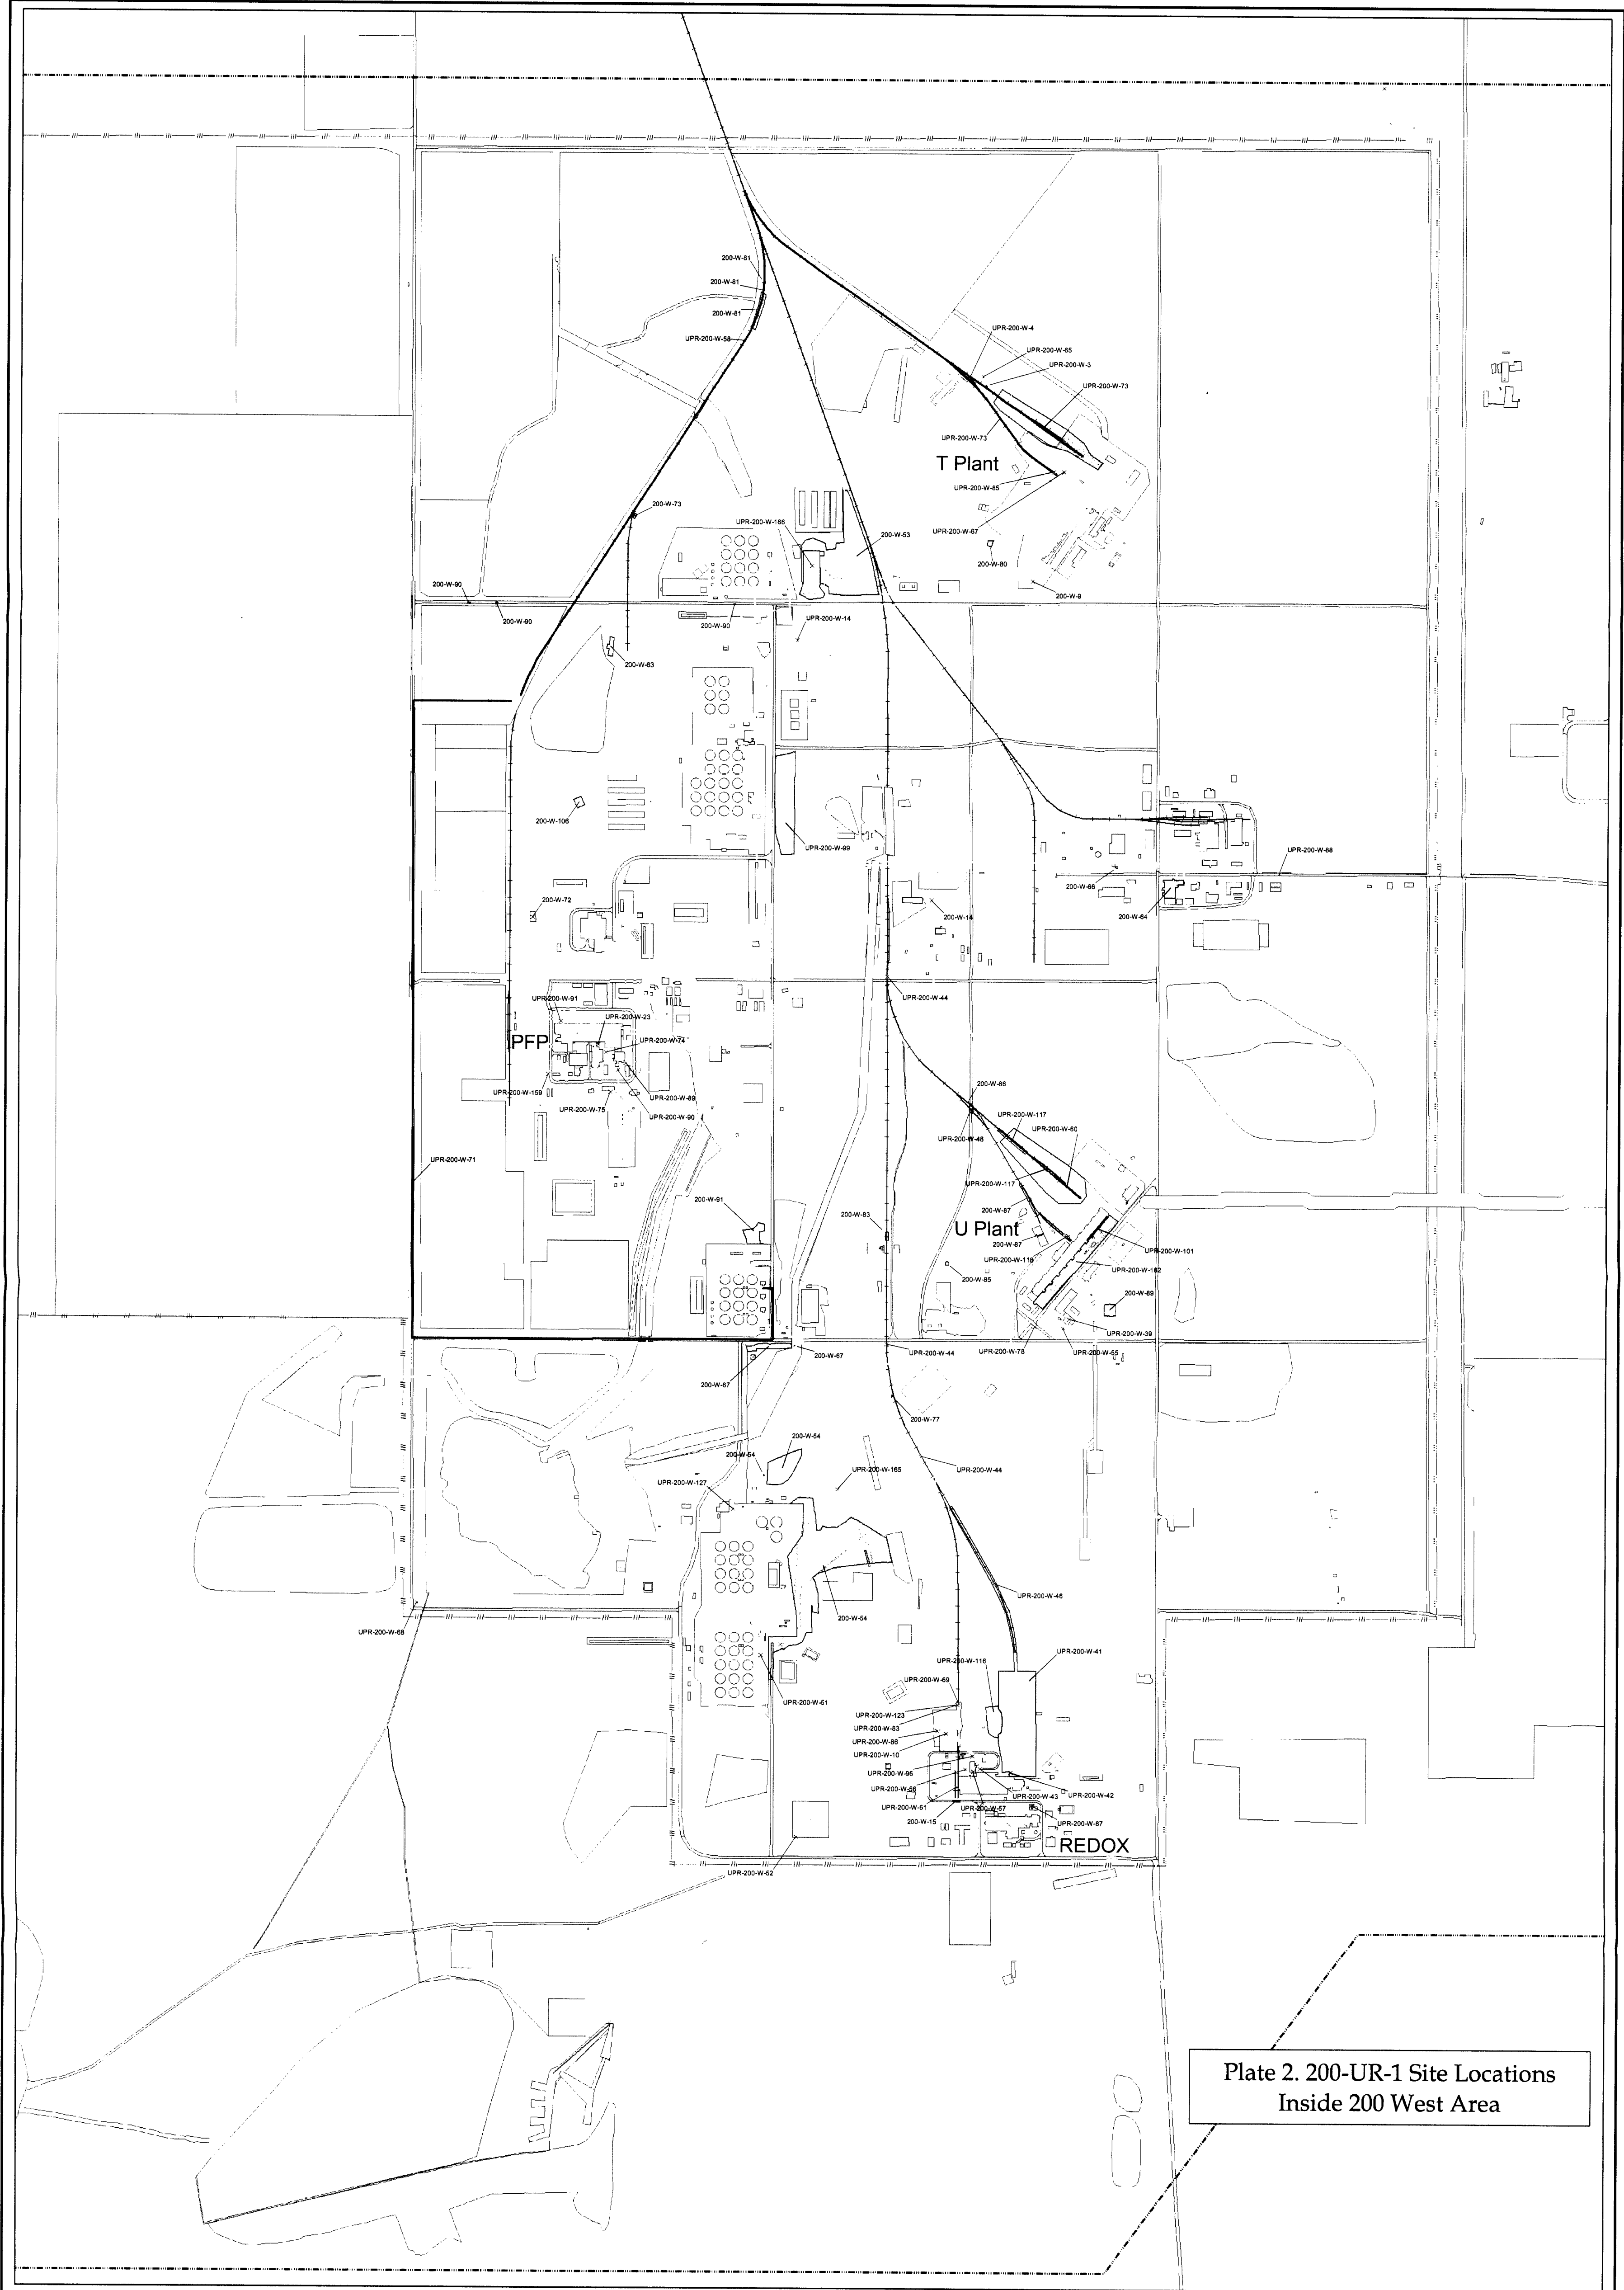 200-W-81
200-W-81
200-W-81
UPR-200-W-58
UPR-200-W-4
UPR-200-W-65
UPR-200-W-3
UPR-200-W-73
UPR-200-W-73
T Plant
UPR-200-W-85
200-W-73
UPR-200-W-166
UPR-200-W-67
200-W-53
200-W-80
200-W-90
200-W-9
200-W-90
200-W-90
UPR-200-W-14
200-W-63
200-W-106
UPR-200-W-99
UPR-200-W-88
200-W-66
200-W-64
200-W-72
200-W-14
UPR-200-W-91
UPR-200-W-44
UPR-200-W-23
PFP
UPR-200-W-74
200-W-86
UPR-200-W-159
UPR-200-W-89
UPR-200-W-75
UPR-200-W-90
UPR-200-W-117
UPR-200-W-60
UPR-200-W-48
UPR-200-W-71
UPR-200-W-117
200-W-91
200-W-87
200-W-83
U Plant
200-W-87
UPR-200-W-101
UPR-200-W-118
UPR-200-W-162
200-W-85
200-W-89
UPR-200-W-39
200-W-67
UPR-200-W-44
UPR-200-W-78
UPR-200-W-55
200-W-67
200-W-77
200-W-54
200-W-54
UPR-200-W-165
UPR-200-W-44
UPR-200-W-127
UPR-200-W-46
200-W-54
UPR-200-W-68
UPR-200-W-116
UPR-200-W-41
UPR-200-W-69
UPR-200-W-51
UPR-200-W-123
UPR-200-W-83
UPR-200-W-86
UPR-200-W-10
UPR-200-W-96
UPR-200-W-56
UPR-200-W-43
UPR-200-W-42
UPR-200-W-61
UPR-200-W-57
200-W-15
UPR-200-W-87
REDOX
UPR-200-W-52
Plate 2. 200-UR-1 Site Locations
Inside 200 West Area